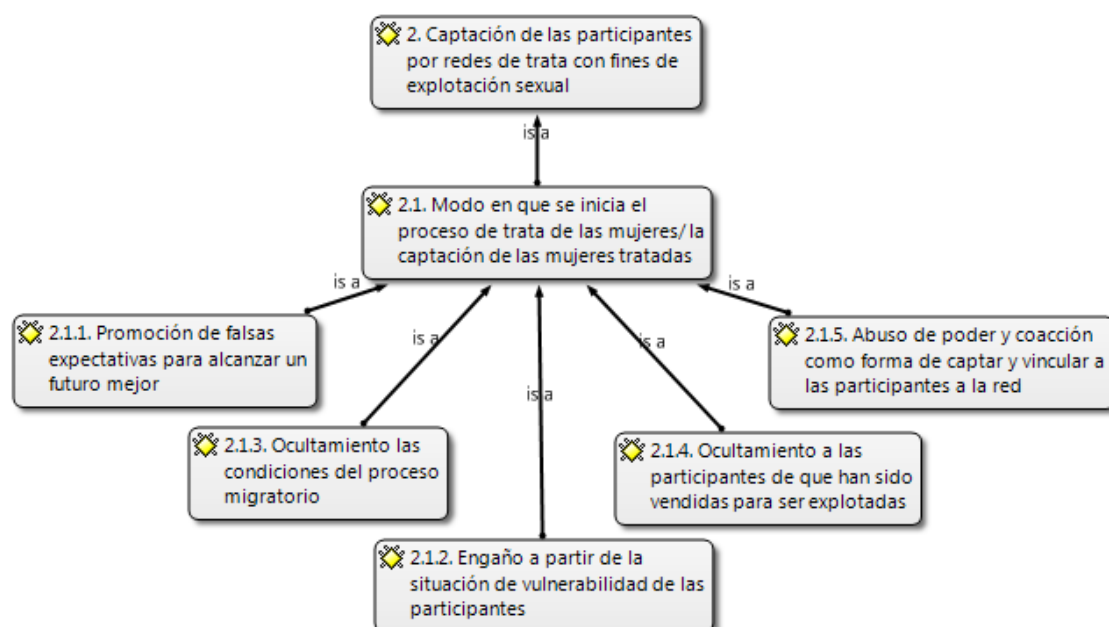 2. Captación de las participantes
por redes de trata con fines de
explotación sexual
is a
2.1. Modo en que se inicia el
proceso de trata de las mujeres/ la
captación de las mujeres tratadas
is a
is a
2.1.1. Promoción de falsas
expectativas para alcanzar un
futuro mejor
2.1.5. Abuso de poder y coacción
como forma de captar y vincular a
las participantes a la red
is a
is a
is a
2.1.3. Ocultamiento las
condiciones del proceso
migratorio
2.1.4. Ocultamiento a las
participantes de que han sido
vendidas para ser explotadas
2.1.2. Engaño a partir de la
situación de vulnerabilidad de las
participantes